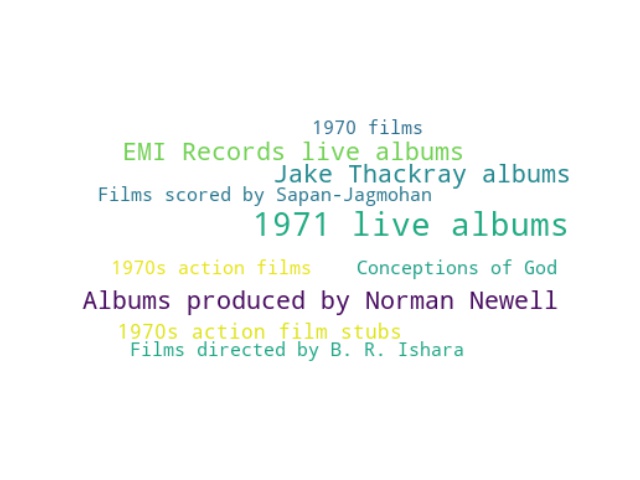 1970 films
EMI Records live albums
Jake Thackray albums
Films scored by Sapan-Jagmohan
1971 live albums
1970s action films
Conceptions of God
Albums produced by Norman Newell
1970s action film stubs
Films directed by B. R. Ishara